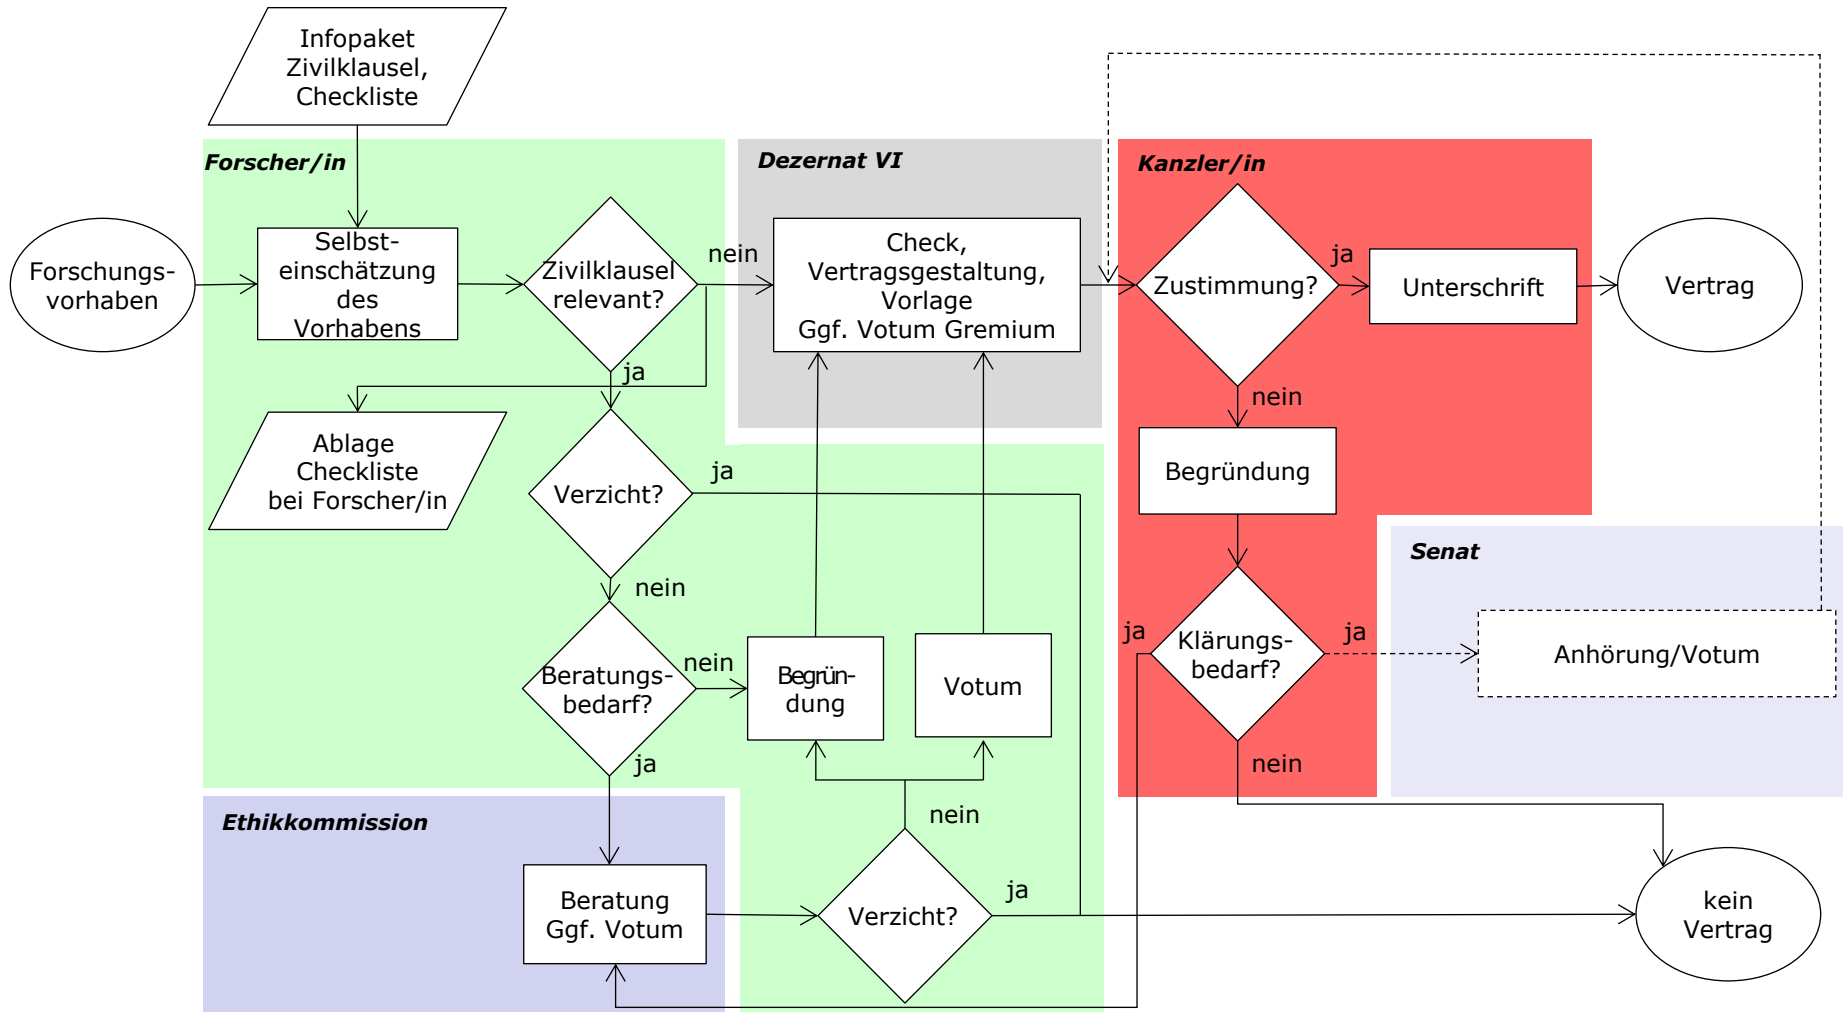 Infopaket
Zivilklausel,
Checkliste
Forscher/in
Dezernat VI
Kanzler/in
Forschungs-
vorhaben
Selbst-
einschätzung
des
Vorhabens
Zivilklausel
relevant?
nein
ja
Check,
Vertragsgestaltung,
Vorlage
Ggf. Votum Gremium
Zustimmung?
ja
nein
Unterschrift
Vertrag
Ablage
Checkliste
bei Forscher/in
Verzicht?
ja
nein
Begründung
Senat
Beratungs-
bedarf?
nein
ja
Begrün-
dung
Votum
ja
Klärungs-
bedarf?
ja
nein
Anhörung/Votum
Ethikkommission
Beratung
Ggf. Votum
nein
Verzicht?
ja
kein
Vertrag